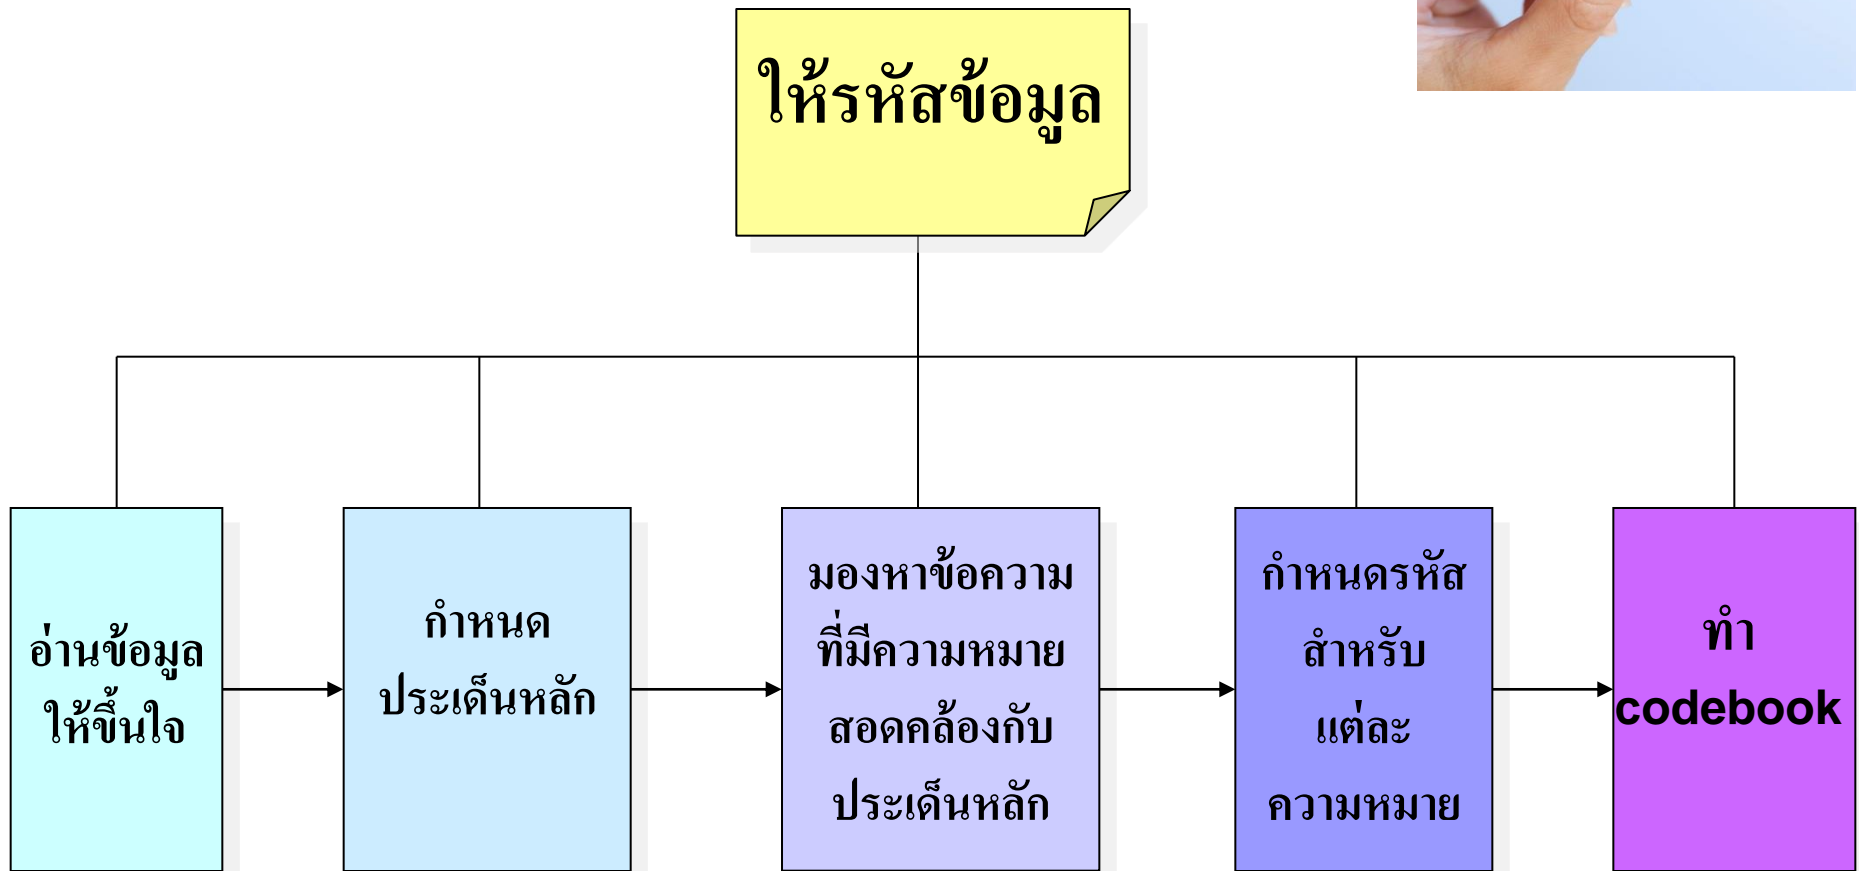 ให้รหัสข้อมูล
อ่านข้อมูล
ให้ขึ้นใจ
กำหนด
ประเด็นหลัก
มองหาข้อความ
ที่มีความหมาย
สอดคล้องกับ
ประเด็นหลัก
กำหนดรหัส
สำหรับ
แต่ละ
ความหมาย
ทำ
codebook